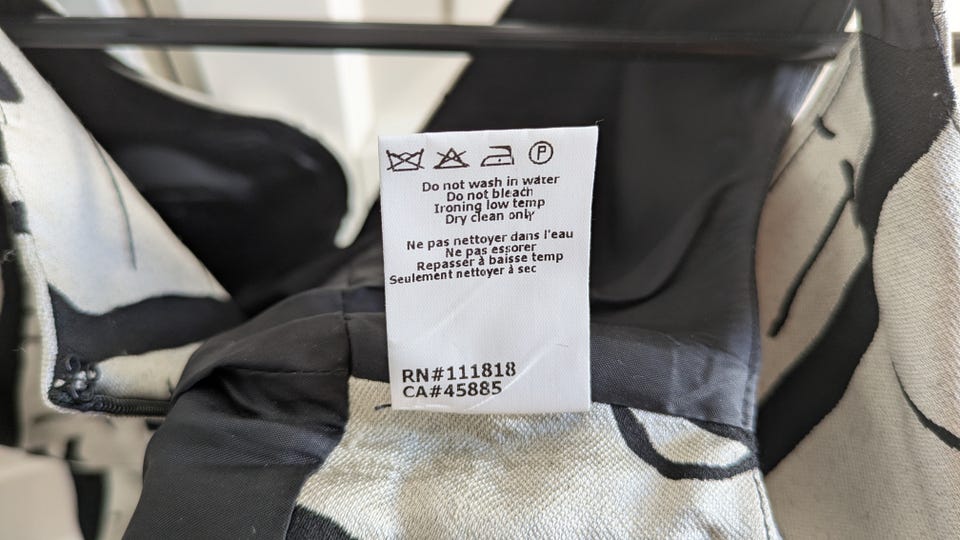 P
Do not wash in water
Do not bleach
Ironing low temp
Dry clean only
Ne pas nettoyer dans l'eau
Ne pas essorer
Repasser à baisse temp
Seulement nettoyer à sec
RN#111818
CA#45885